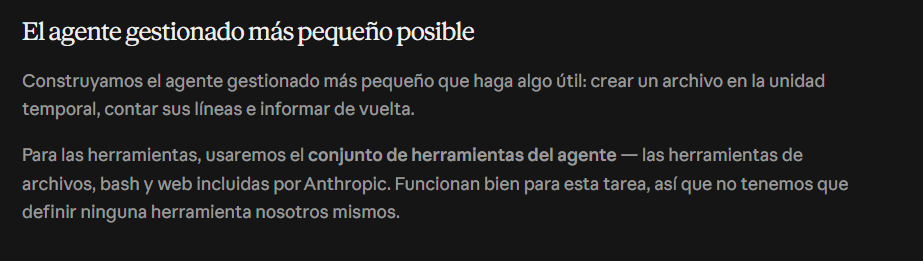 El agente gestionado más pequeño posible
Construyamos el agente gestionado más pequeño que haga algo útil: crear un archivo en la unidad
temporal, contar sus líneas e informar de vuelta.
Para las herramientas, usaremos el conjunto de herramientas del agente — las herramientas de
archivos, bash y web incluidas por Anthropic. Funcionan bien para esta tarea, así que no tenemos que
definir ninguna herramienta nosotros mismos.